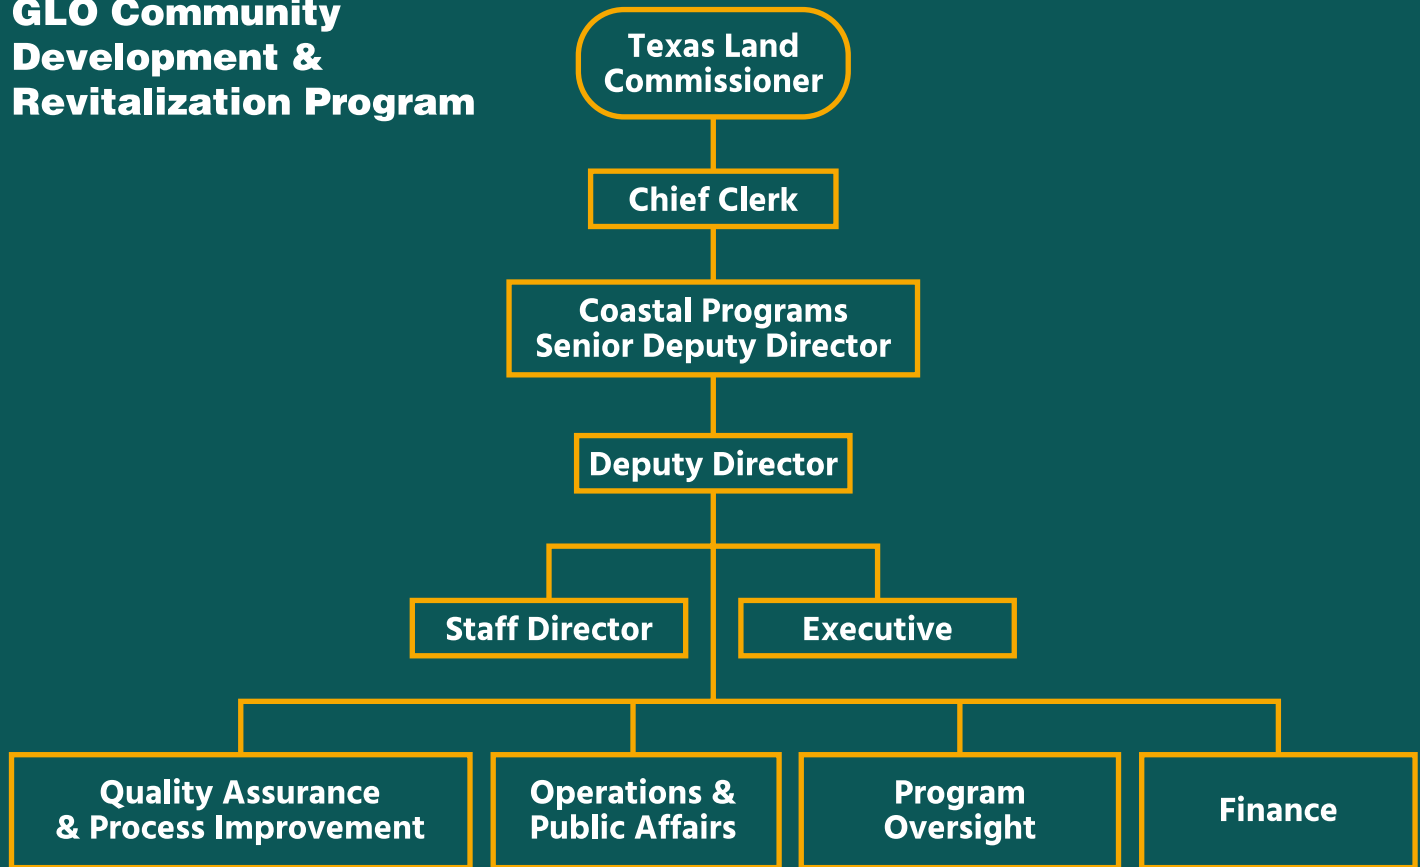 GLO Community
Development &
Revitalization Program
Texas Land
Commissioner
Chief Clerk
Coastal Programs
Senior Deputy Director
Deputy Director
Staff Director
Executive
Quality Assurance
& Process Improvement
Operations &
Public Affairs
Program
Oversight
Finance